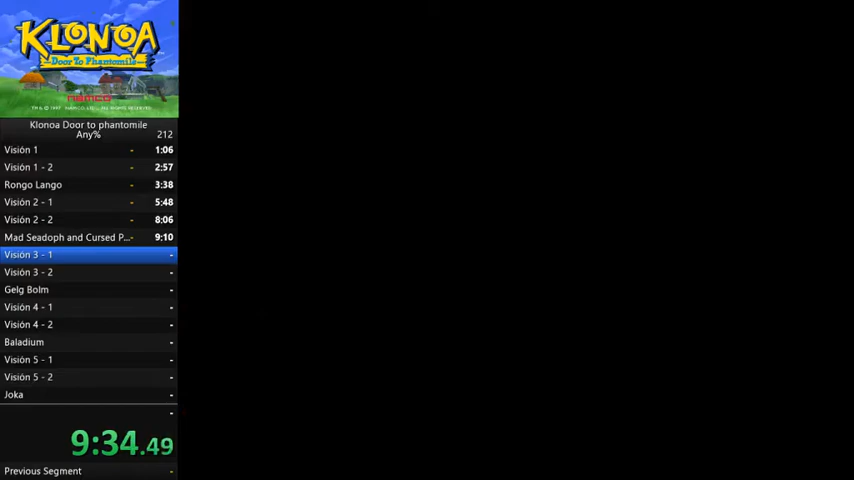 KLONOA
Door To Phantomile
namco
Klonoa Door to phantomile
Any% 212
Visión 1 - 1:06
Visión 1 - 2 - 2:57
Rongo Lango - 3:38
Visión 2 - 1 - 5:48
Visión 2 - 2 - 8:06
Mad Seadoph and Cursed P... - 9:10
Visión 3 - 1 -
Visión 3 - 2 -
Gelg Bolm -
Visión 4 - 1 -
Visión 4 - 2 -
Baladium -
Visión 5 - 1 -
Visión 5 - 2 -
Joka -
-
9:34.49
Previous Segment -